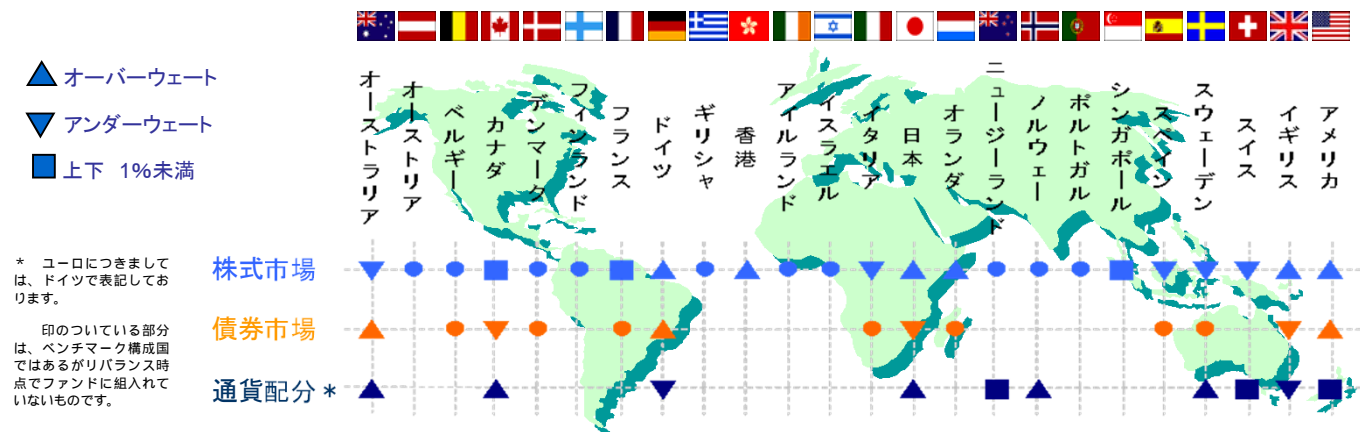 オーバーウェート
アンダーウェート
上下 1%未満
オーストラリア
オーストリア
ベルギー
カナダ
デンマーク
フィンランド
フランス
ドイツ
ギリシャ
香港
アイルランド
イスラエル
イタリア
日本
オランダ
ニュージーランド
ノルウェー
ポルトガル
シンガポール
スペイン
スウェーデン
スイス
イギリス
アメリカ
* ユーロにつきまして
は、ドイツで表記してお
ります。
印のついている部分
は、ベンチマーク構成国
ではあるがリバランス時
点でファンドに組入れて
いないものです。
株式市場
債券市場
通貨配分*